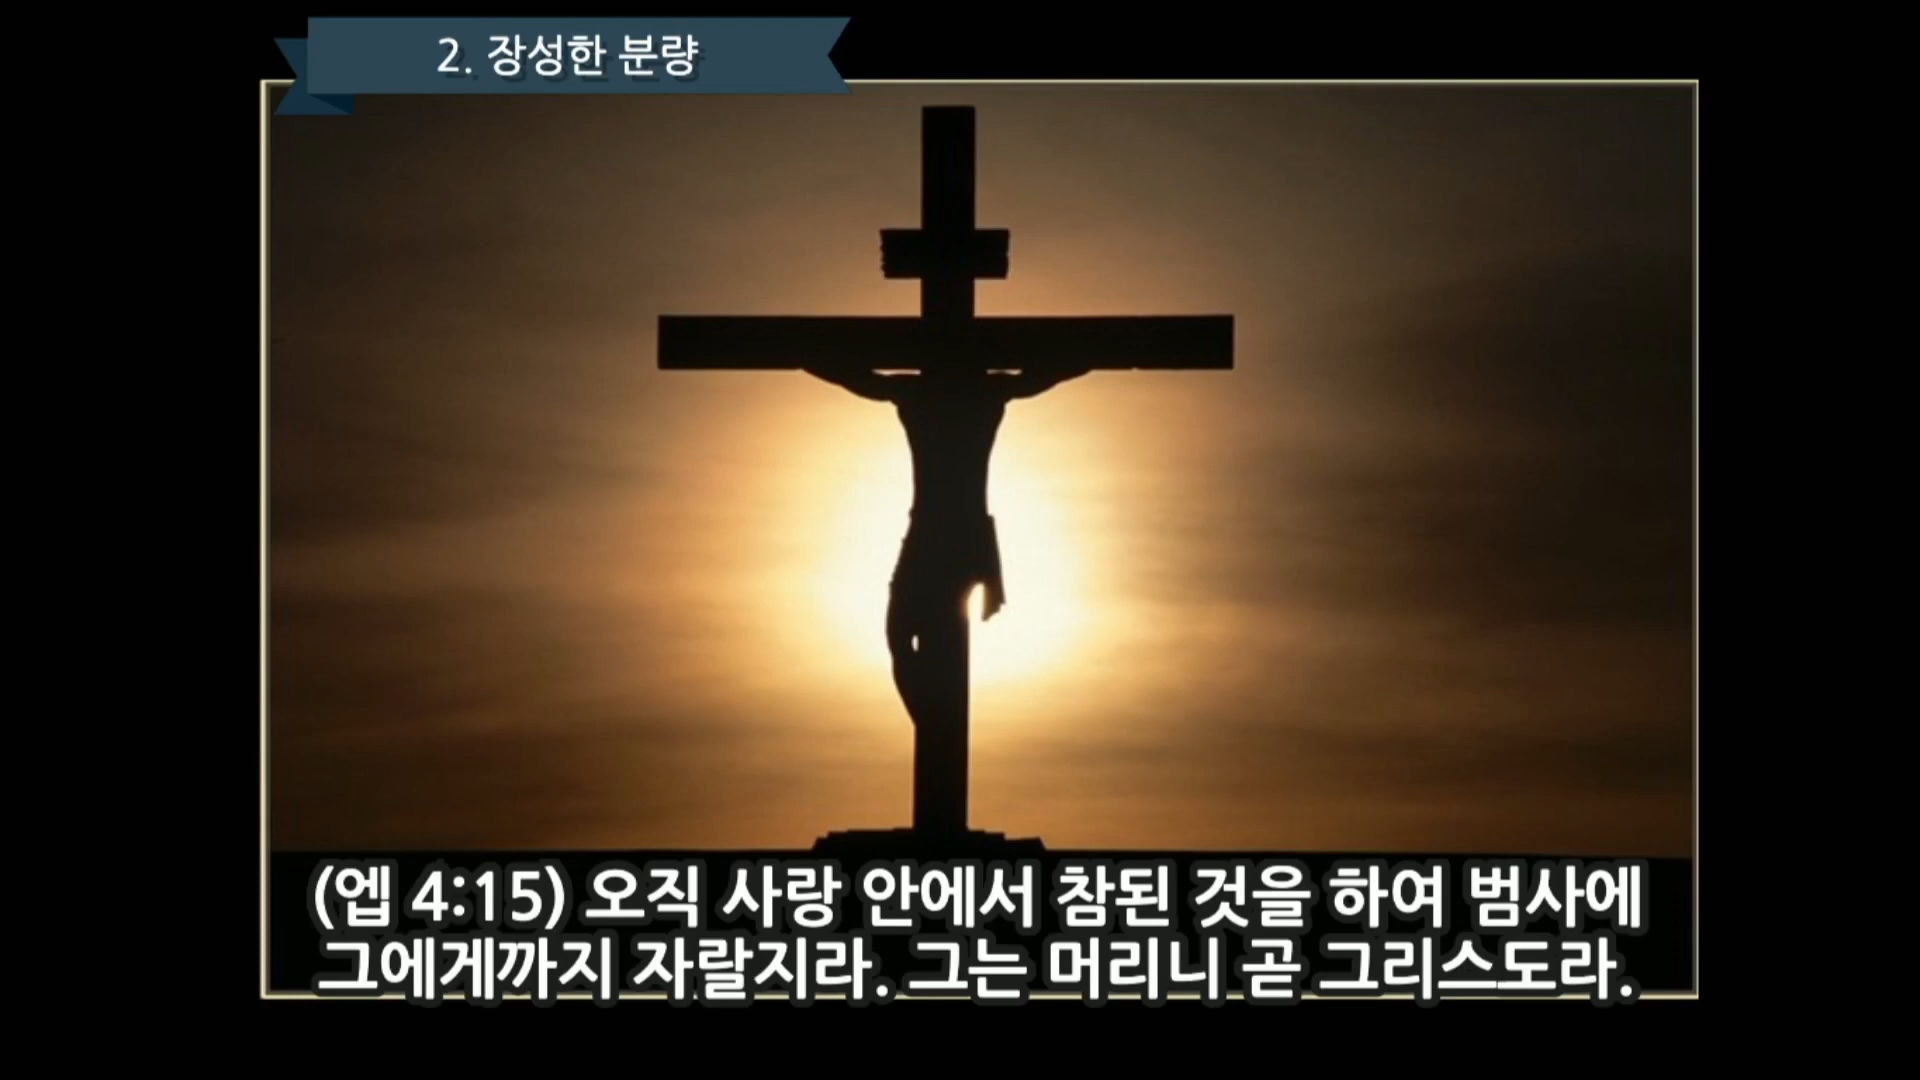 2. 장성한 분량
(엡 4:15) 오직 사랑 안에서 참된 것을 하여 범사에
그에게까지 자랄지라. 그는 머리니 곧 그리스도라.